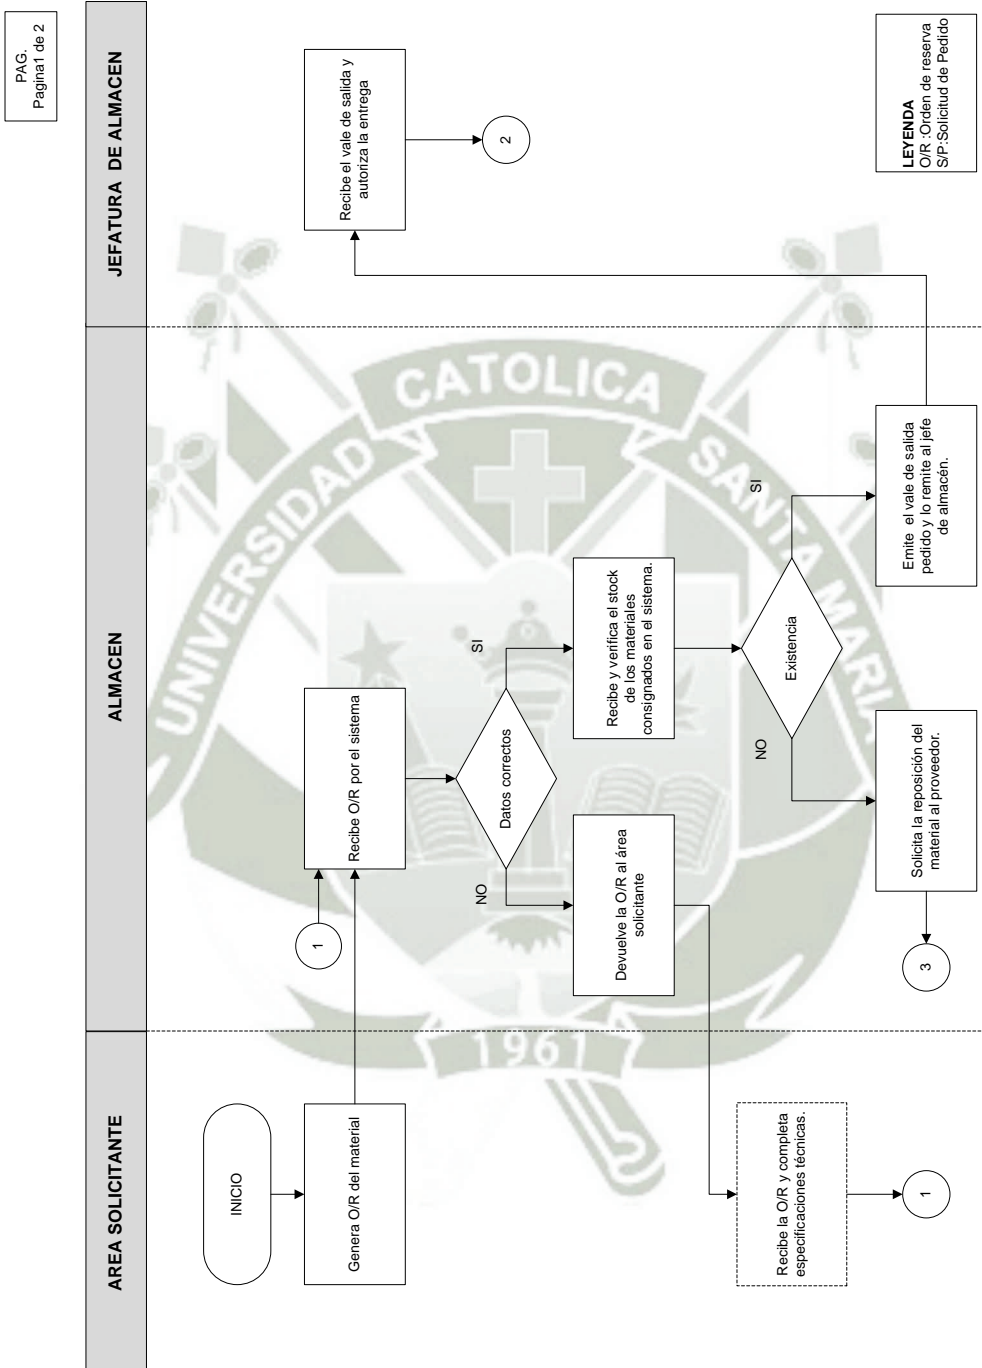 PAG.
Pagina1 de 2
AREA SOLICITANTE
ALMACEN
JEFATURA DE ALMACEN
INICIO
Genera O/R del material
1
Recibe O/R por el sistema
Recibe el vale de salida y
autoriza la entrega
2
Datos correctos
NO
SI
Devuelve la O/R al área
solicitante
Recibe y verifica el stock
de los materiales
consignados en el sistema.
Recibe la O/R y completa
especificaciones técnicas.
1
Existencia
NO
SI
Solicita la reposición del
material al proveedor.
3
Emite el vale de salida
pedido y lo remite al jefe
de almacén.
LEYENDA
O/R :Orden de reserva
S/P:Solicitud de Pedido
UNIVERSIDAD
CATOLICA
SANTA MARIA
1961